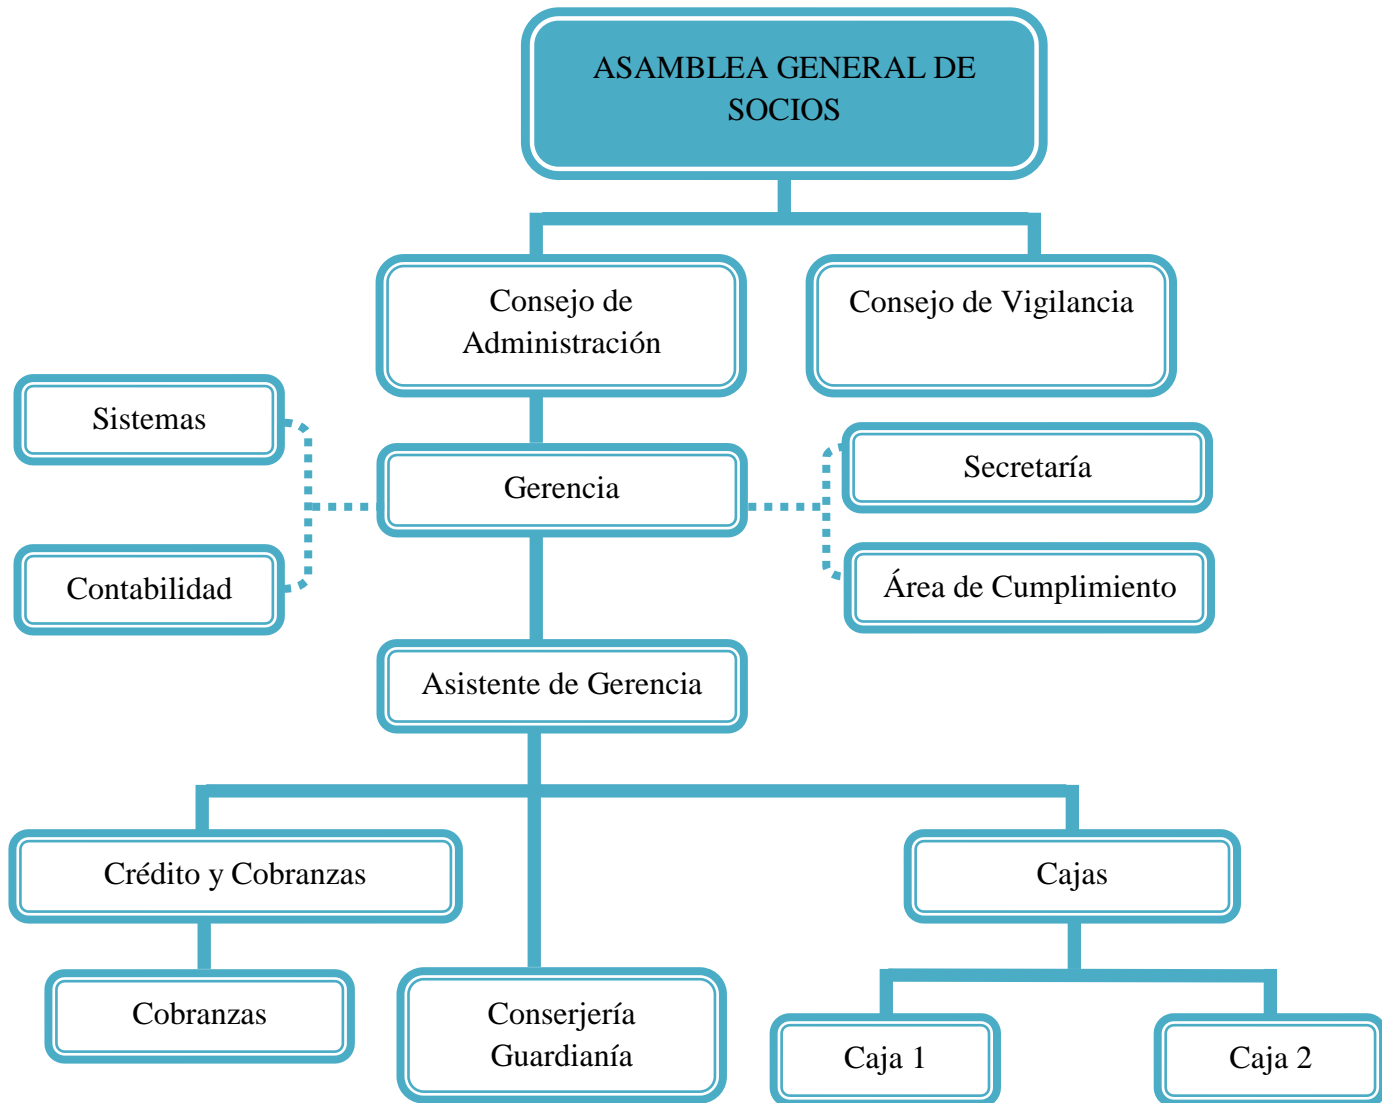 ASAMBLEA GENERAL DE
SOCIOS
Consejo de
Administración
Consejo de Vigilancia
Sistemas
Gerencia
Secretaría
Contabilidad
Área de Cumplimiento
Asistente de Gerencia
Crédito y Cobranzas
Cajas
Cobranzas
Conserjería
Guardianía
Caja 1
Caja 2